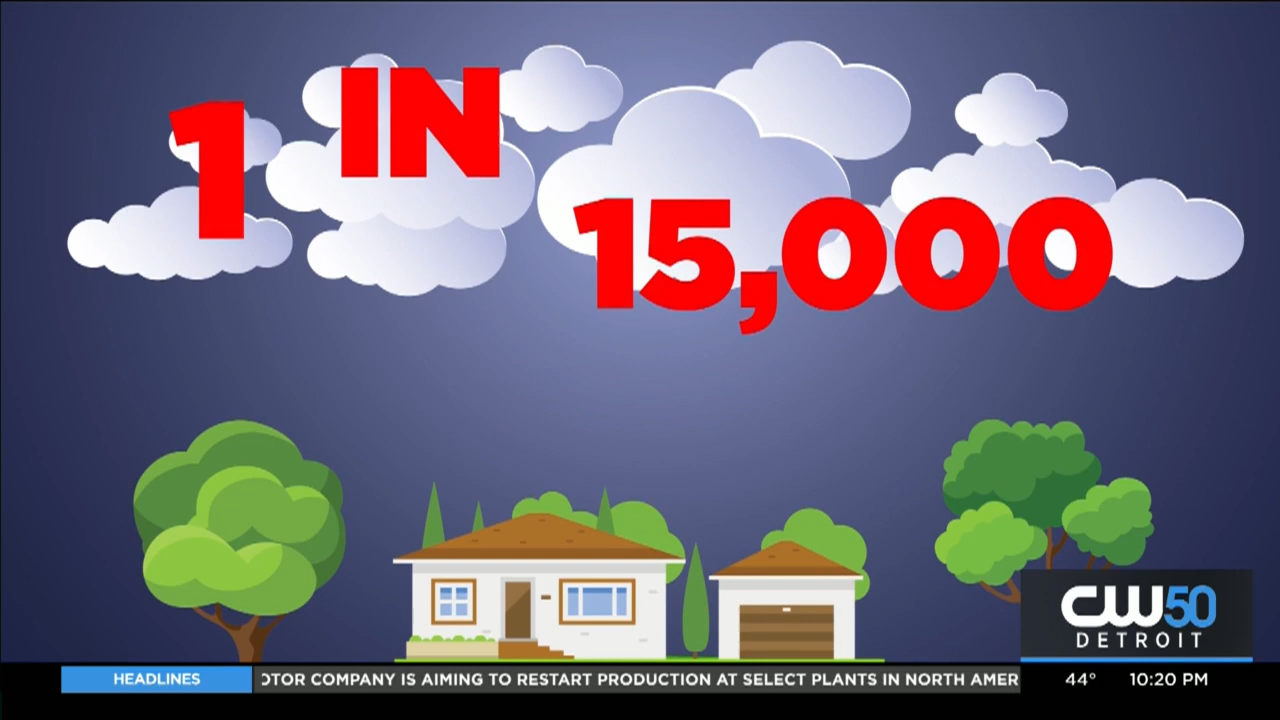 1
IN
15,000
CW50
DETROIT
HEADLINES
OTOR COMPANY IS AIMING TO RESTART PRODUCTION AT SELECT PLANTS IN NORTH AMER
44° 10:20 PM